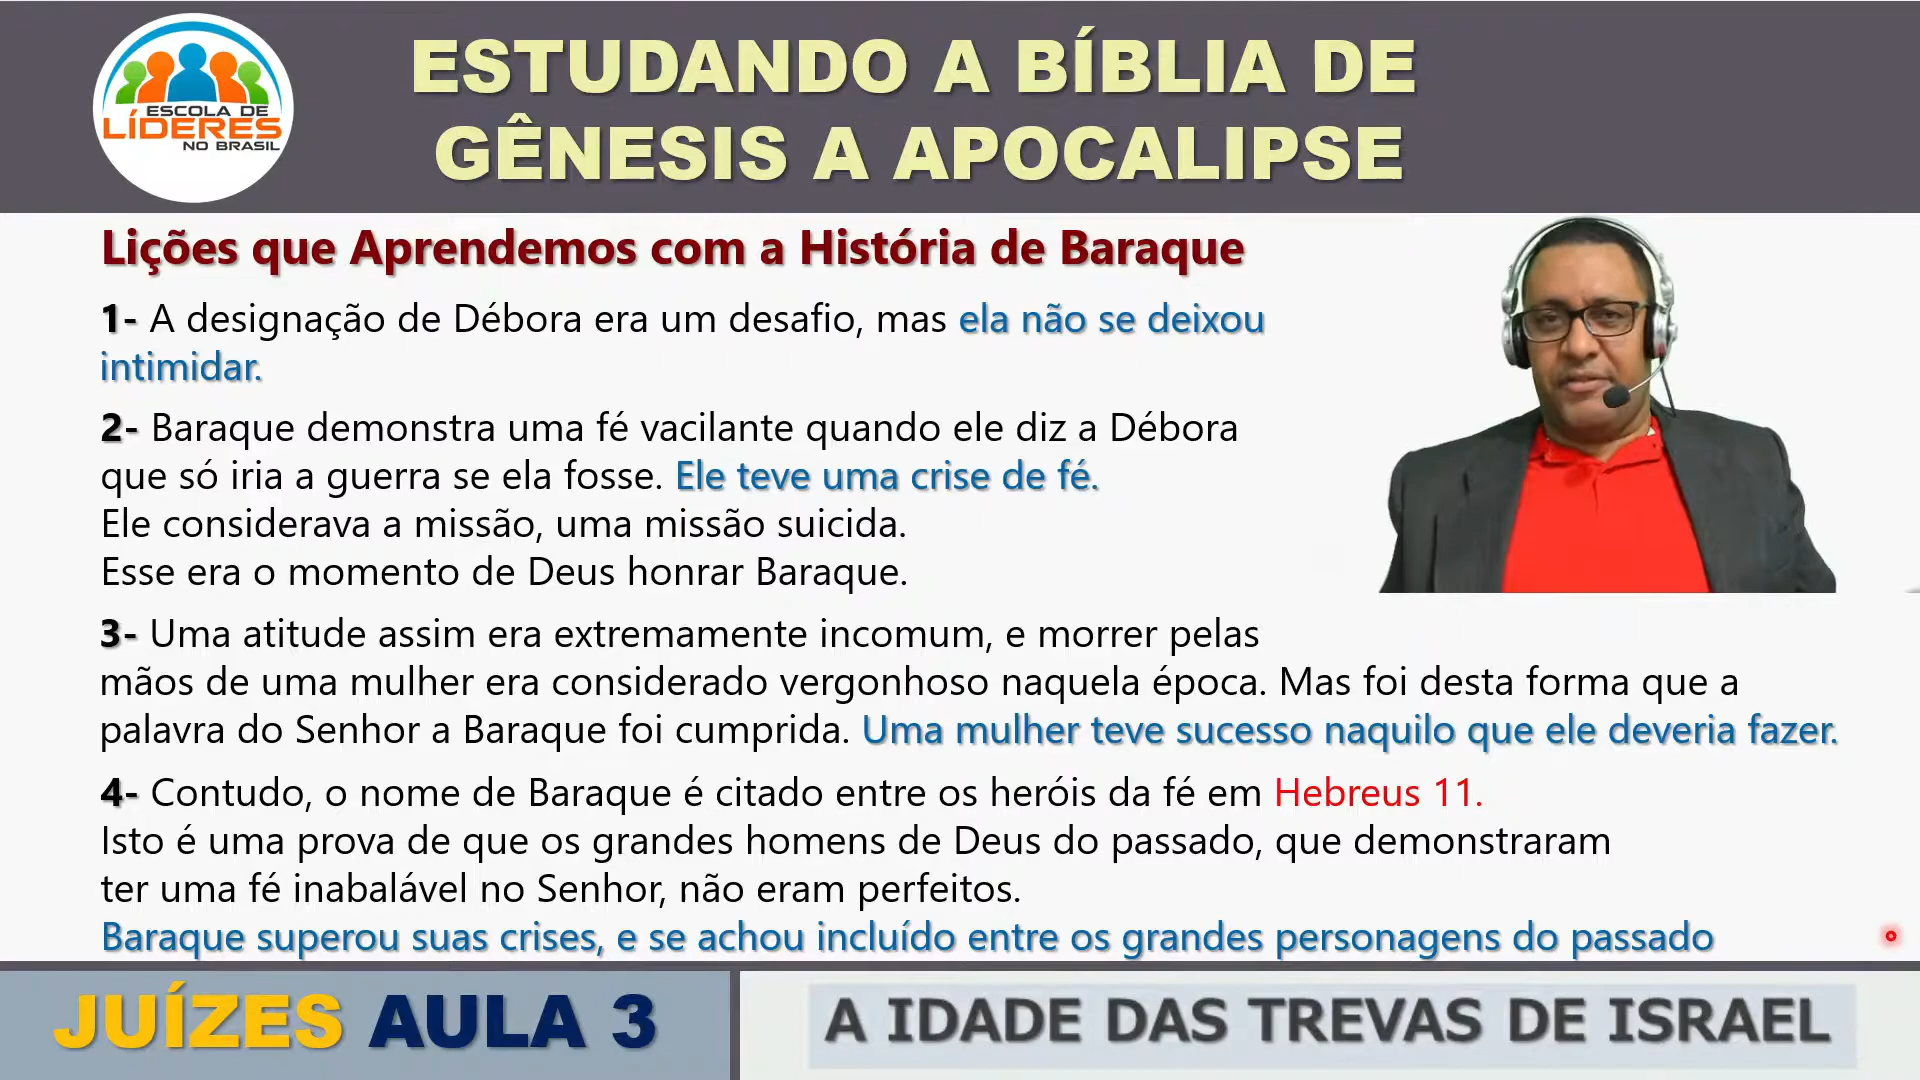 ESCOLA DE
LÍDERES
NO BRASIL
ESTUDANDO A BÍBLIA DE
GÊNESIS A APOCALIPSE
Lições que Aprendemos com a História de Baraque
1- A designação de Débora era um desafio, mas ela não se deixou
intimidar.
2- Baraque demonstra uma fé vacilante quando ele diz a Débora
que só iria a guerra se ela fosse. Ele teve uma crise de fé.
Ele considerava a missão, uma missão suicida.
Esse era o momento de Deus honrar Baraque.
3- Uma atitude assim era extremamente incomum, e morrer pelas
mãos de uma mulher era considerado vergonhoso naquela época. Mas foi desta forma que a
palavra do Senhor a Baraque foi cumprida. Uma mulher teve sucesso naquilo que ele deveria fazer.
4- Contudo, o nome de Baraque é citado entre os heróis da fé em Hebreus 11.
Isto é uma prova de que os grandes homens de Deus do passado, que demonstraram
ter uma fé inabalável no Senhor, não eram perfeitos.
Baraque superou suas crises, e se achou incluído entre os grandes personagens do passado
JUÍZES AULA 3
A IDADE DAS TREVAS DE ISRAEL